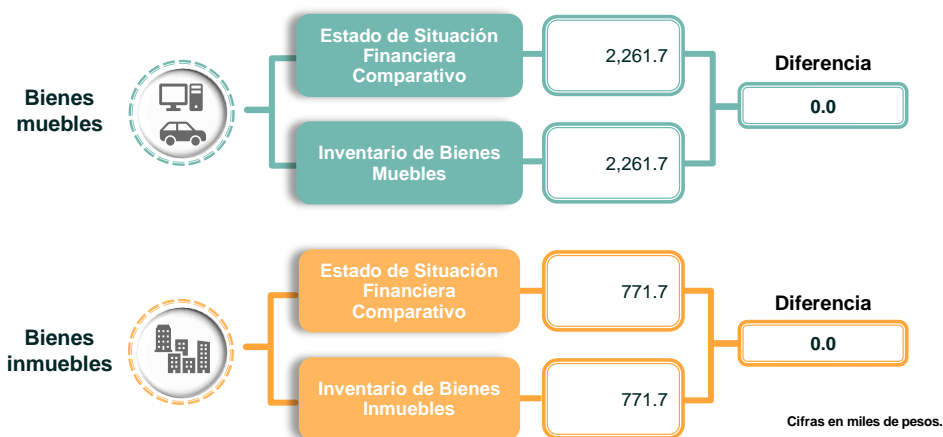 Bienes
muebles
Estado de Situación
Financiera
Comparativo
2,261.7
Inventario de Bienes
Muebles
2,261.7
Diferencia
0.0
Bienes
inmuebles
Estado de Situación
Financiera
Comparativo
771.7
Inventario de Bienes
Inmuebles
771.7
Diferencia
0.0
Cifras en miles de pesos.